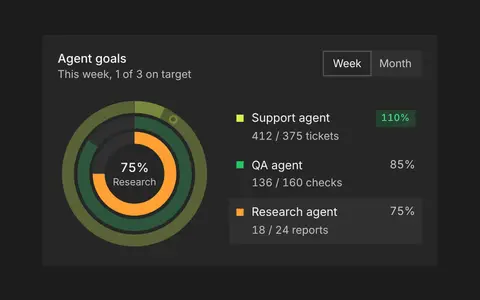 Agent goals
This week, 1 of 3 on target
Week
Month
75%
Research
Support agent
110%
412 / 375 tickets
QA agent
85%
136 / 160 checks
Research agent
75%
18 / 24 reports